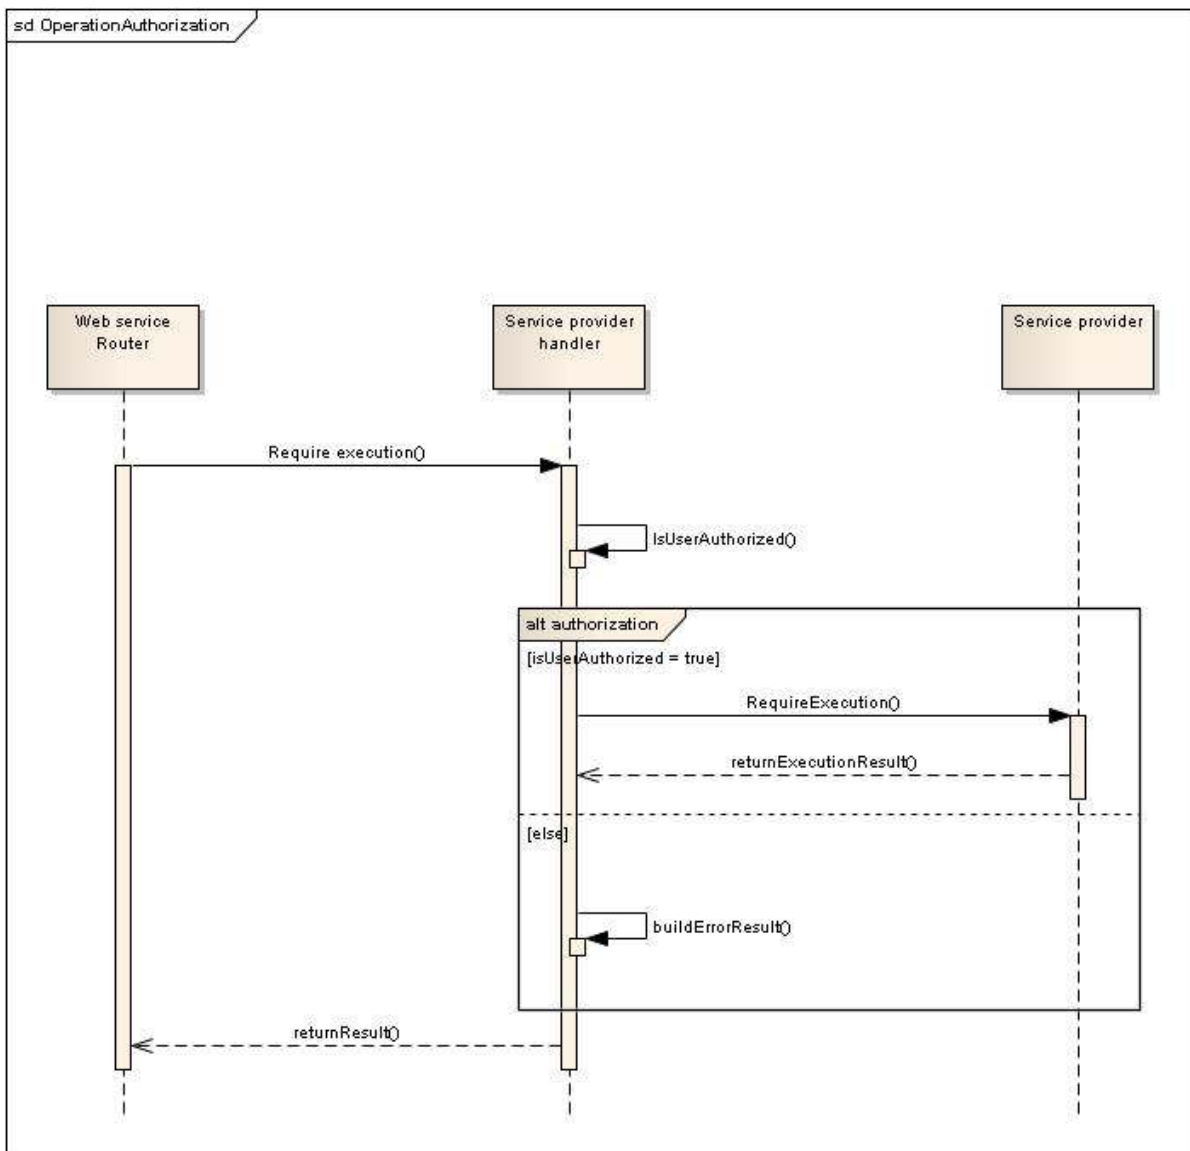 sd OperationAuthorization
Web service
Router
Service provider
handler
Service provider
Require execution()
IsUserAuthorized()
alt authorization
[isUserAuthorized = true]
RequireExecution()
returnExecutionResult()
[else]
buildErrorResult()
returnResult()